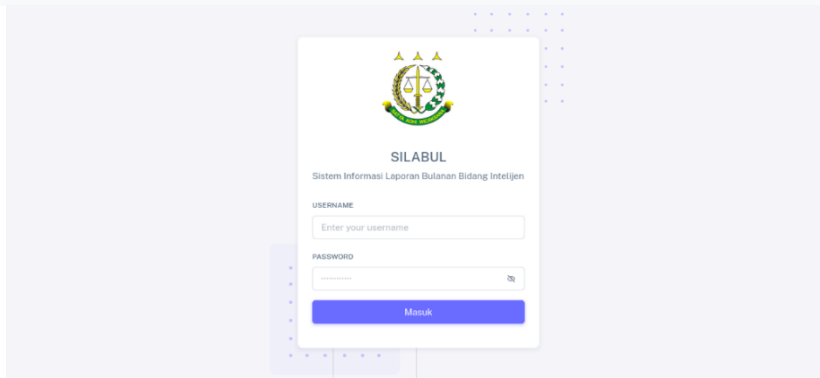 SILABUL
Sistem Informasi Laporan Bulanan Bidang Intelijen
USERNAME
Enter your username
PASSWORD
············
Masuk